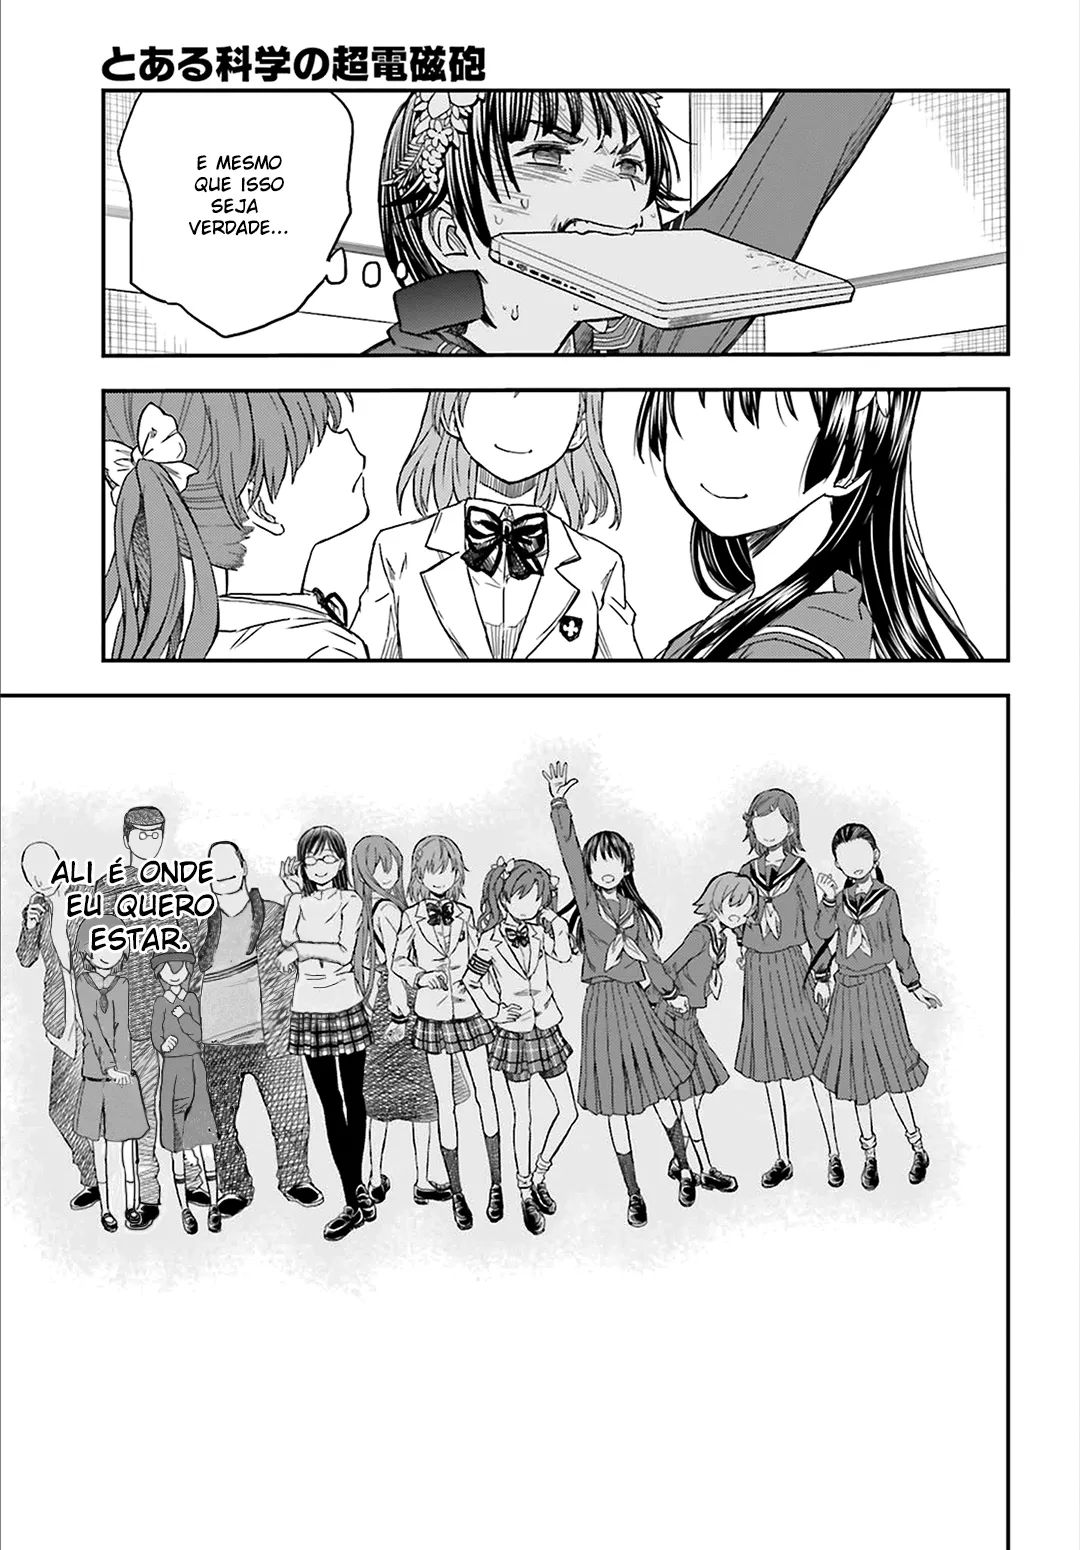 とある科学の超電磁砲
E MESMO
QUE ISSO
SEJA
VERDADE...
ALI É ONDE
EU QUERO
ESTAR.